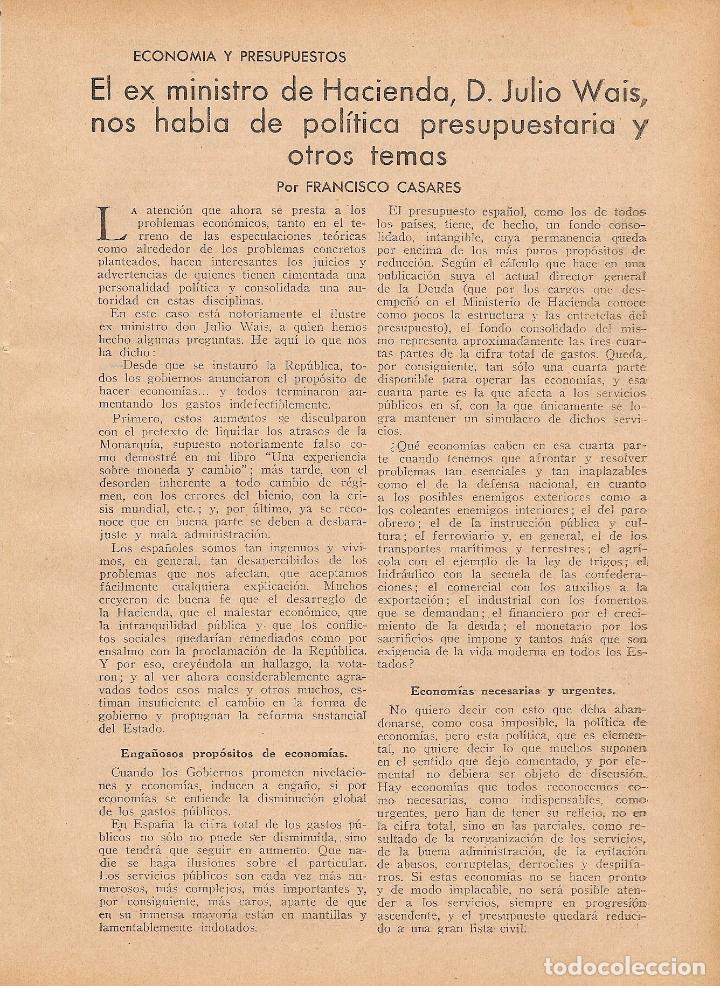 ECONOMIA Y PRESUPUESTOS
El ex ministro de Hacienda, D. Julio Wais,
nos habla de política presupuestaria y
otros temas
Por FRANCISCO CASARES
LA atención que ahora se presta a los
problemas económicos, tanto en el te-
rreno de las especulaciones teóricas
como alrededor de los problemas concretos
planteados, hacen interesantes los juicios y
advertencias de quienes tienen cimentada una
personalidad política y consolidada una au-
toridad en estas disciplinas.
En este caso está notoriamente el ilustre
ex ministro don Julio Wais, a quien hemos
hecho algunas preguntas. He aquí lo que nos
ha dicho:
—Desde que se instauró la República, to-
dos los gobiernos anunciaron el propósito de
hacer economías... y todos terminaron au-
mentando los gastos indefectiblemente.
Primero, estos aumentos se disculparon
con el pretexto de liquidar los atrasos de la
Monarquía, supuesto notoriamente falso co-
mo demostré en mi libro "Una experiencia
sobre moneda y cambio"; más tarde, con el
desorden inherente a todo cambio de régi-
men, con los errores del bienio, con la cri-
sis mundial, etc.; y, por último, ya se reco-
noce que en buena parte se deben a desbara-
juste y mala administración.
Los españoles somos tan ingenuos y vivi-
mos, en general, tan desapercibidos de los
problemas que nos afectan, que aceptamos
fácilmente cualquiera explicación. Muchos
creyeron de buena fe que el desarreglo de
la Hacienda, que el malestar económico, que
la intranquilidad pública y que los conflic-
tos sociales quedarían remediados como por
ensalmo con la proclamación de la República.
Y por eso, creyéndola un hallazgo, la vota-
ron; y al ver ahora considerablemente agra-
vados todos esos males y otros muchos, es-
timan insuficiente el cambio en la forma de
gobierno y propugnan la reforma sustancial
del Estado.
Engañosos propósitos de economías.
Cuando los Gobiernos prometen nivelacio-
nes y economías, inducen a engaño, si por
economías se entiende la disminución global
de los gastos públicos.
En España la cifra total de los gastos pú-
blicos no sólo no puede ser disminuída, sino
que tendrá que seguir en aumento. Que na-
die se haga ilusiones sobre el particular.
Los servicios públicos son cada vez más nu-
merosos, más complejos, más importantes y,
por consiguiente, más caros, aparte de que
en su inmensa mayoría están en mantillas y
lamentablemente indotados.
El presupuesto español, como los de todos
los países, tiene, de hecho, un fondo conso-
lidado, intangible, cuya permanencia queda
por encima de los más puros propósitos de
reducción. Según el cálculo que hace en una
publicación suya el actual director general
de la Deuda (que por los cargos que des-
empeñó en el Ministerio de Hacienda conoce
como pocos la estructura y las entretelas del
presupuesto), el fondo consolidado del mis-
mo representa aproximadamente las tres cuar-
tas partes de la cifra total de gastos. Queda,
por consiguiente, tan sólo una cuarta parte
disponible para operar las economías, y esa
cuarta parte es la que afecta a los servicios
públicos en sí, con la que únicamente se lo-
gra mantener un simulacro de dichos servi-
cios.
¿Qué economías caben en esa cuarta par-
te cuando tenemos que afrontar y resolver
problemas tan esenciales y tan inaplazables
como el de la defensa nacional, en cuanto
a los posibles enemigos exteriores como a
los coleantes enemigos interiores; el del paro
obrero; el de la instrucción pública y cul-
tura; el ferroviario y, en general, el de los
transportes marítimos y terrestres; el agrí-
cola con el ejemplo de la ley de trigos; el
hidráulico con la secuela de las confedera-
ciones; el comercial con los auxilios a la
exportación; el industrial con los fomentos
que se demandan; el financiero por el creci-
miento de la deuda; el monetario por los
sacrificios que impone y tantos más que son
exigencia de la vida moderna en todos los Es-
tados?
Economías necesarias y urgentes.
No quiero decir con esto que deba aban-
donarse, como cosa imposible, la política de
economías, pero esta política, que es elemen-
tal, no quiere decir lo que muchos suponen
en el sentido que dejo comentado, y por ele-
mental no debiera ser objeto de discusión.
Hay economías que todos reconocemos co-
mo necesarias, como indispensables, como
urgentes, pero han de tener su reflejo, no en
la cifra total, sino en las parciales, como re-
sultado de la reorganización de los servicios,
de la buena administración, de la evitación
de abusos, corruptelas, derroches y despilfa-
rros. Si estas economías no se hacen pronto
y de modo implacable, no será posible aten-
der a los servicios, siempre en progresión
ascendente, y el presupuesto quedará reduci-
do a una gran lista civil.
todocoleccion